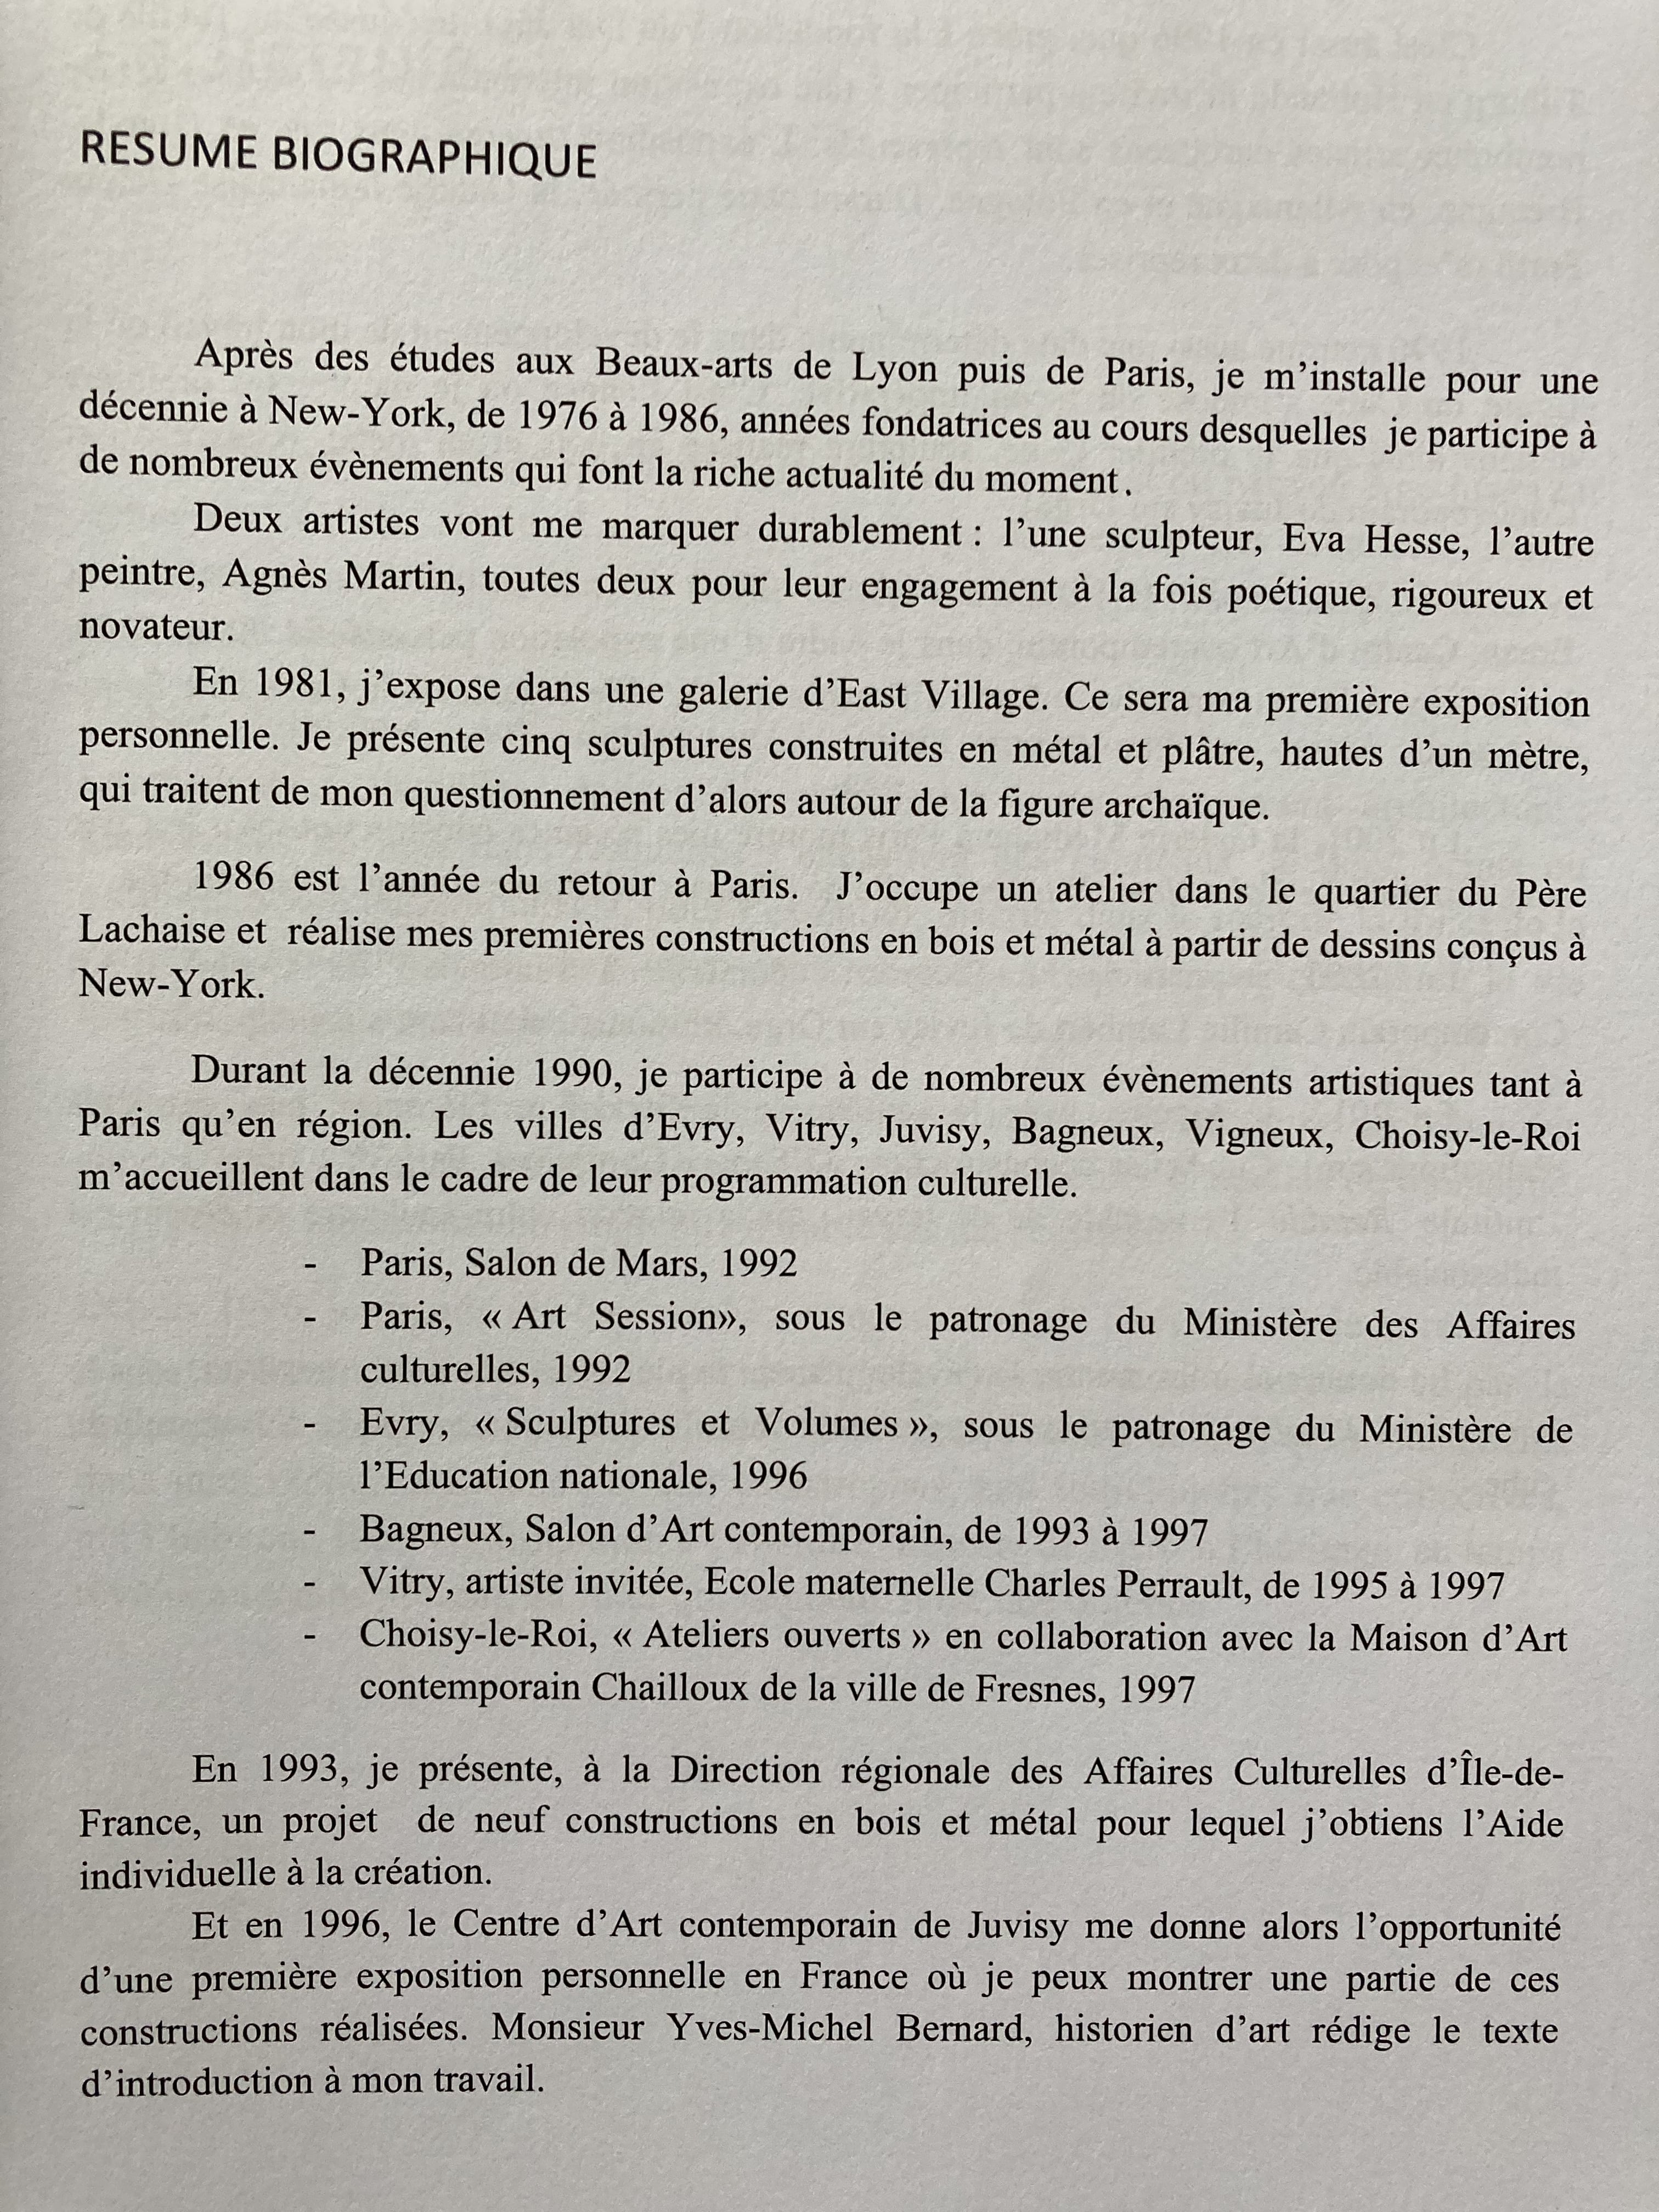 RESUME BIOGRAPHIQUE
Après des études aux Beaux-arts de Lyon puis de Paris, je m’installe pour une
décennie à New-York, de 1976 à 1986, années fondatrices au cours desquelles je participe à
de nombreux évènements qui font la riche actualité du moment.
Deux artistes vont me marquer durablement : l’une sculpteur, Eva Hesse, l’autre
peintre, Agnès Martin, toutes deux pour leur engagement à la fois poétique, rigoureux et
novateur.
En 1981, j’expose dans une galerie d’East Village. Ce sera ma première exposition
personnelle. Je présente cinq sculptures construites en métal et plâtre, hautes d’un mètre,
qui traitent de mon questionnement d’alors autour de la figure archaïque.
1986 est l’année du retour à Paris. J’occupe un atelier dans le quartier du Père
Lachaise et réalise mes premières constructions en bois et métal à partir de dessins conçus à
New-York.
Durant la décennie 1990, je participe à de nombreux évènements artistiques tant à
Paris qu’en région. Les villes d’Evry, Vitry, Juvisy, Bagneux, Vigneux, Choisy-le-Roi
m’accueillent dans le cadre de leur programmation culturelle.
- Paris, Salon de Mars, 1992
- Paris, « Art Session», sous le patronage du Ministère des Affaires
culturelles, 1992
- Evry, « Sculptures et Volumes », sous le patronage du Ministère de
l’Education nationale, 1996
- Bagneux, Salon d’Art contemporain, de 1993 à 1997
- Vitry, artiste invitée, Ecole maternelle Charles Perrault, de 1995 à 1997
- Choisy-le-Roi, « Ateliers ouverts » en collaboration avec la Maison d’Art
contemporain Chailloux de la ville de Fresnes, 1997
En 1993, je présente, à la Direction régionale des Affaires Culturelles d’Île-de-
France, un projet de neuf constructions en bois et métal pour lequel j’obtiens l’Aide
individuelle à la création.
Et en 1996, le Centre d’Art contemporain de Juvisy me donne alors l’opportunité
d’une première exposition personnelle en France où je peux montrer une partie de ces
constructions réalisées. Monsieur Yves-Michel Bernard, historien d’art rédige le texte
d’introduction à mon travail.